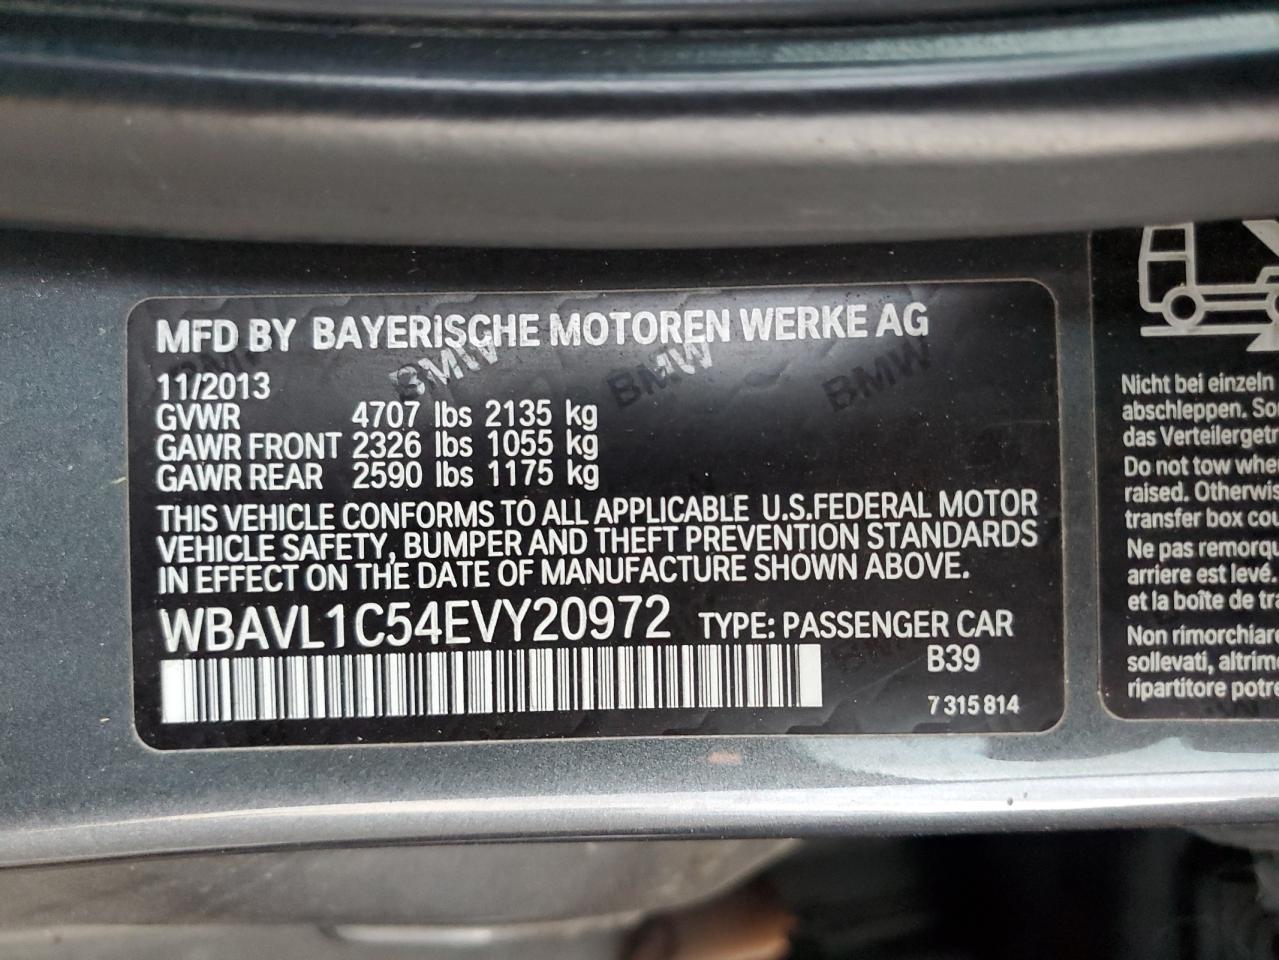 MFD BY BAYERISCHE MOTOREN WERKE AG
BMW BMW BMW
11/2013
GVWR 4707 lbs 2135 kg
GAWR FRONT 2326 lbs 1055 kg
GAWR REAR 2590 lbs 1175 kg
THIS VEHICLE CONFORMS TO ALL APPLICABLE U.S.FEDERAL MOTOR
VEHICLE SAFETY, BUMPER AND THEFT PREVENTION STANDARDS
IN EFFECT ON THE DATE OF MANUFACTURE SHOWN ABOVE.
WBAVL1C54EVY20972 TYPE: PASSENGER CAR
B39
7 315 814
Nicht bei einzeln
abschleppen. So
das Verteilergetr
Do not tow whe
raised. Otherwis
transfer box cou
Ne pas remorqu
arriere est levé.
et la boîte de tra
Non rimorchiare
sollevati, altrime
ripartitore potre